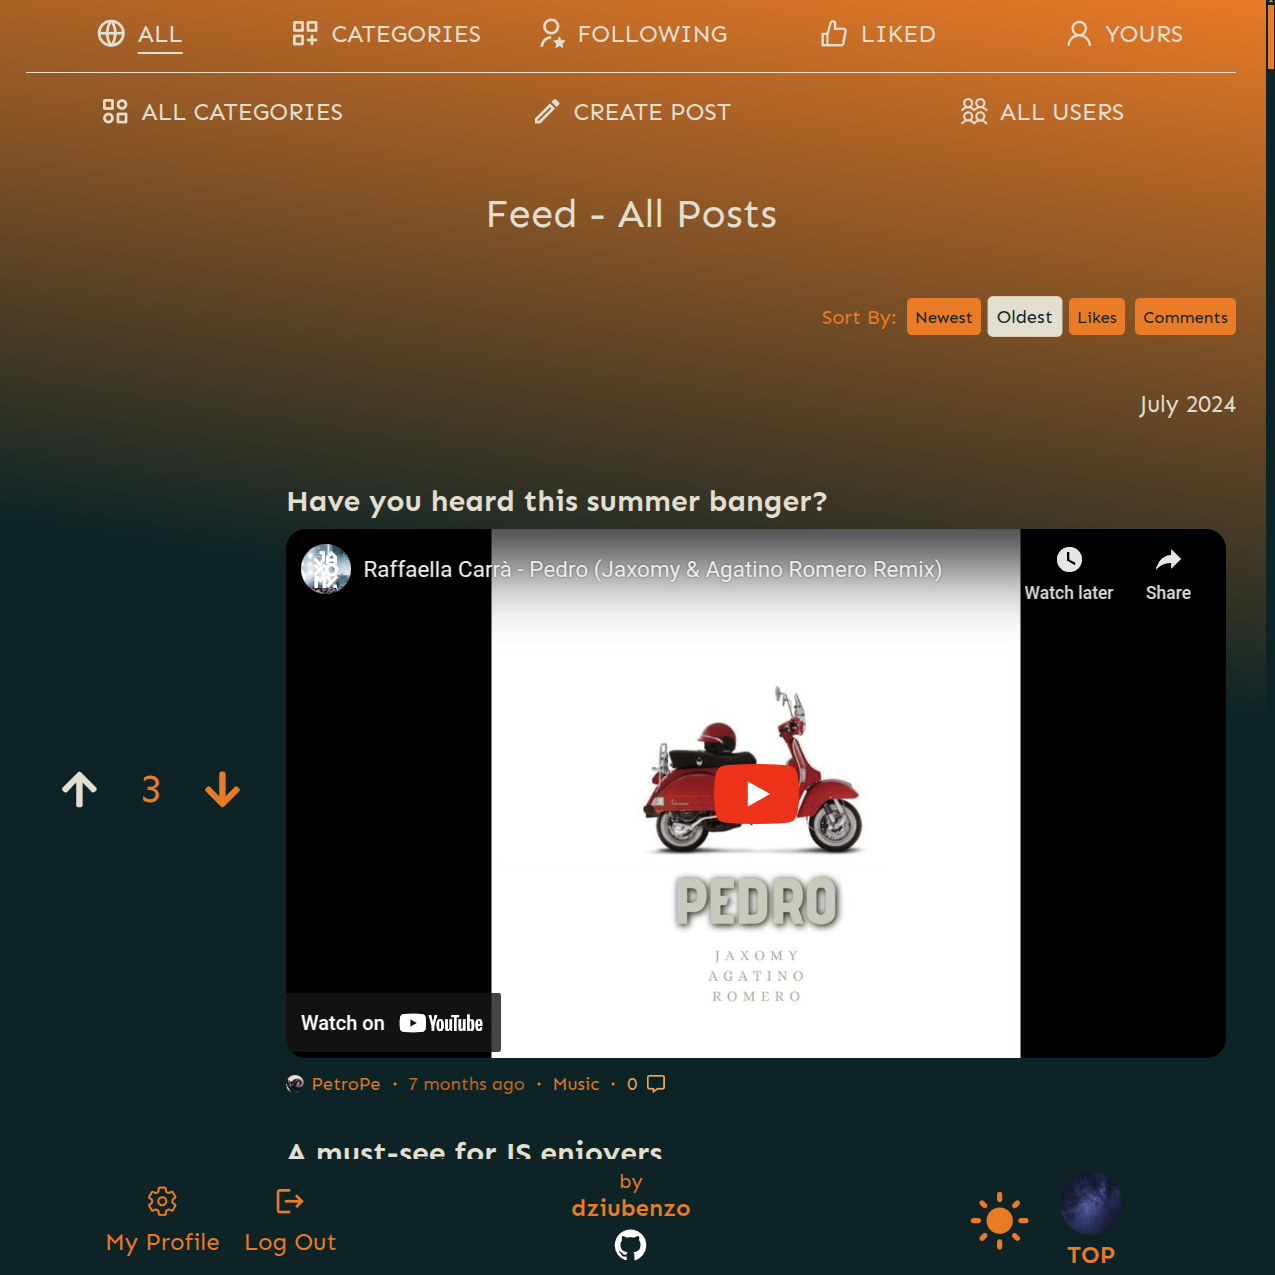 ALL CATEGORIES FOLLOWING LIKED YOURS
ALL CATEGORIES CREATE POST ALL USERS
Feed - All Posts
Sort By: Newest Oldest Likes Comments
July 2024
Have you heard this summer banger?
JAXOMY
Raffaella Carrà - Pedro (Jaxomy & Agatino Romero Remix)
Watch later Share
3
PEDRO
JAXOMY
AGATINO
ROMERO
Watch on YouTube
PetroPe · 7 months ago · Music · 0
A must-see for JS enjoyers
by
dziubenzo
My Profile Log Out
TOP